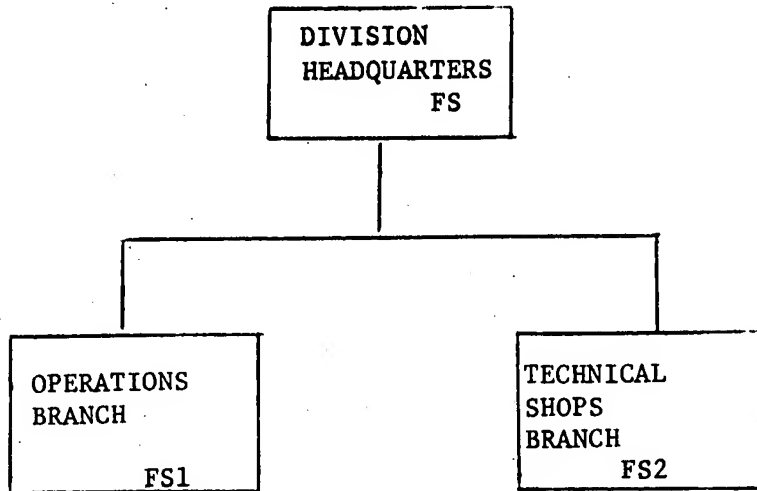 DIVISION
HEADQUARTERS
FS
OPERATIONS
BRANCH
FS1
TECHNICAL
SHOPS
BRANCH
FS2